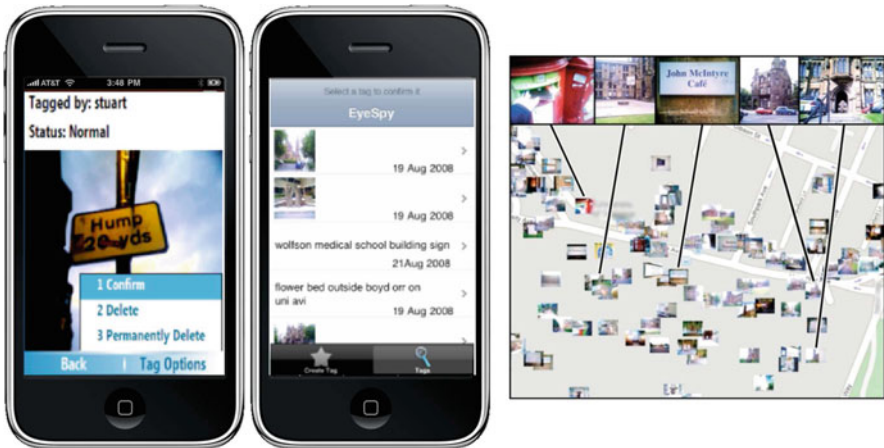 AT&T 3:48 PM
Tagged by: stuart
Status: Normal
Hump
20 yds
1 Confirm
2 Delete
3 Permanently Delete
Back
Tag Options
Select a tag to confirm it
EyeSpy
19 Aug 2008
19 Aug 2008
wolfson medical school building sign
21Aug 2008
flower bed outside boyd orr on
uni avi
19 Aug 2008
Create Tag
Tags
John McIntyre
Café